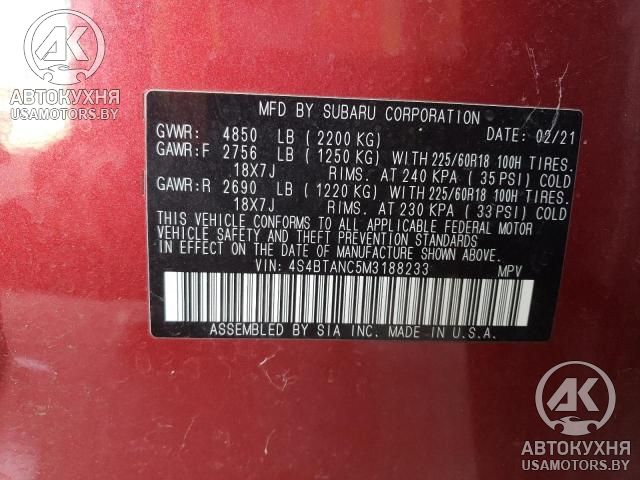 AK
АВТОКУХНЯ
USAMOTORS.BY
MFD BY SUBARU CORPORATION
GVWR: 4850 LB (2200 KG) DATE: 02/21
GAWR:F 2756 LB (1250 KG) WITH 225/60R18 100H TIRES.
18X7J RIMS. AT 240 KPA (35 PSI) COLD
GAWR:R 2690 LB (1220 KG) WITH 225/60R18 100H TIRES.
18X7J RIMS. AT 230 KPA (33 PSI) COLD
THIS VEHICLE CONFORMS TO ALL APPLICABLE FEDERAL MOTOR
VEHICLE SAFETY AND BUMPER, AND THEFT PREVENTION STANDARDS
IN EFFECT ON THE DATE OF MANUFACTURE SHOWN ABOVE.
VIN: 4S4BTANC5M3188233 MPV
ASSEMBLED BY SIA INC. MADE IN U.S.A.
AK
АВТОКУХНЯ
USAMOTORS.BY